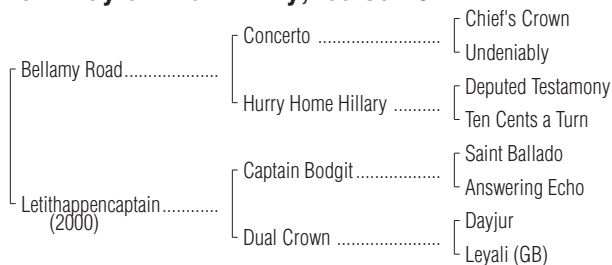 Chief's Crown
Concerto ..........................
Undeniably
Bellamy Road....................
Deputed Testamony
Hurry Home Hillary ..........
Ten Cents a Turn
Saint Ballado
Captain Bodgit..................
Answering Echo
Letithappencaptain............
(2000)
Dayjur
Dual Crown ......................
Leyali (GB)